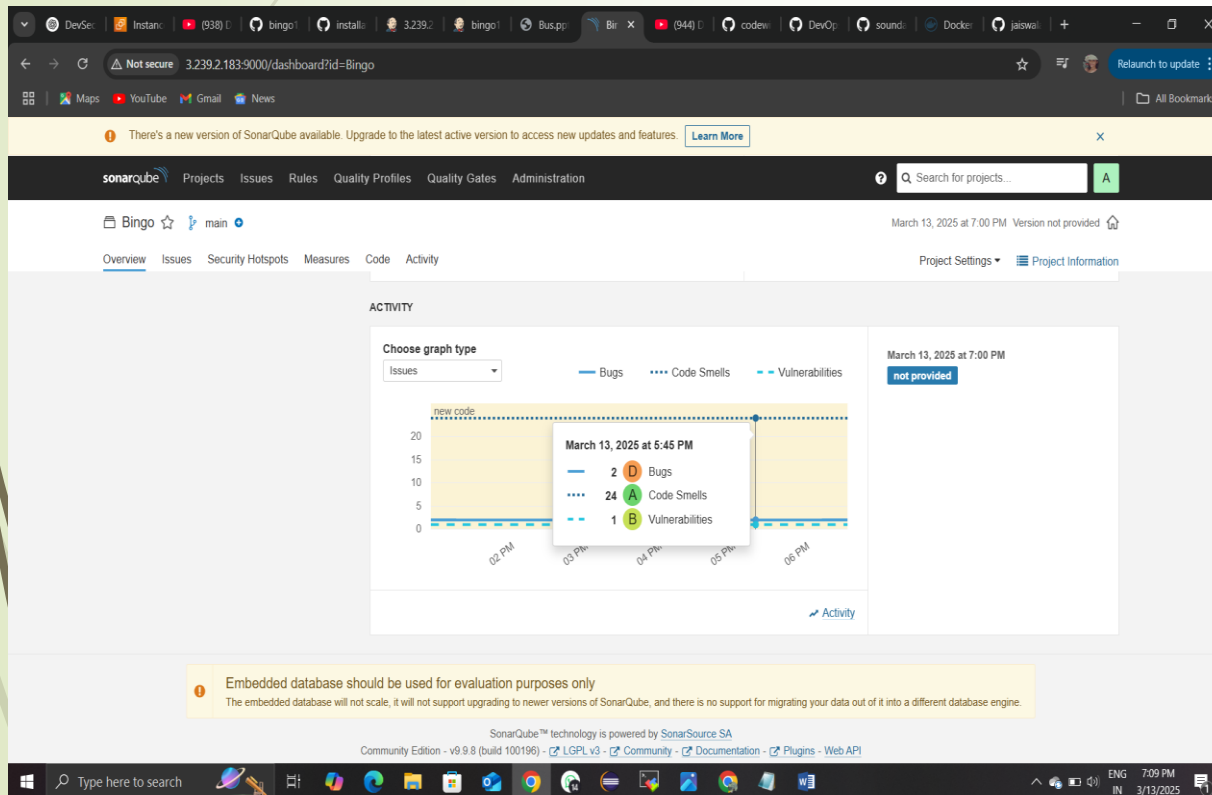 DevSec
Instanc
(938) D
bingo1
installa
3.239.2
bingo1
Bus.pp
Bin
(944) D
codewi
DevOp
sounda
Docker
jaiswal
Not secure 3.239.2.183:9000/dashboard?id=Bingo
Relaunch to update
Maps YouTube Gmail News
All Bookmark
There's a new version of SonarQube available. Upgrade to the latest active version to access new updates and features. Learn More
sonarqube Projects Issues Rules Quality Profiles Quality Gates Administration
Search for projects...
A
Bingo main
March 13, 2025 at 7:00 PM Version not provided
Overview Issues Security Hotspots Measures Code Activity
Project Settings Project Information
ACTIVITY
Choose graph type
Issues
Bugs Code Smells Vulnerabilities
March 13, 2025 at 7:00 PM
not provided
new code
20
15
10
5
0
March 13, 2025 at 5:45 PM
2 D Bugs
24 A Code Smells
1 B Vulnerabilities
02 PM 03 PM 04 PM 05 PM 06 PM
Activity
Embedded database should be used for evaluation purposes only
The embedded database will not scale, it will not support upgrading to newer versions of SonarQube, and there is no support for migrating your data out of it into a different database engine.
SonarQube™ technology is powered by SonarSource SA
Community Edition - v9.9.8 (build 100196) - LGPL v3 - Community - Documentation - Plugins - Web API
Type here to search
ENG
IN
7:09 PM
3/13/2025
1